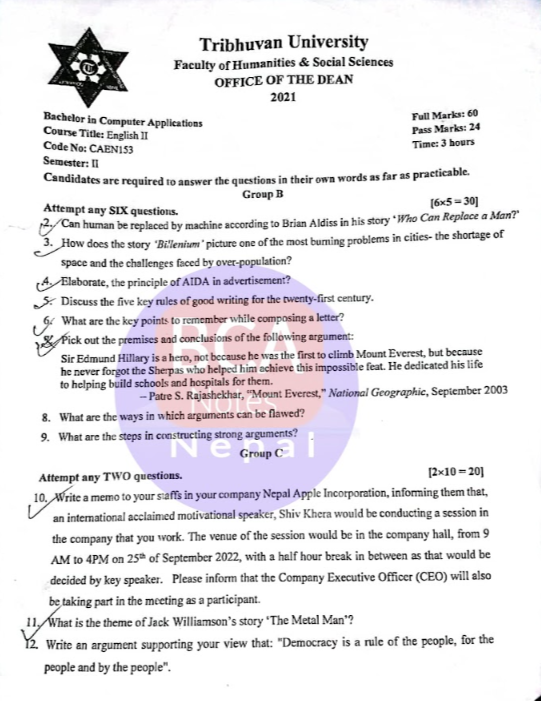 Tribhuvan University
Faculty of Humanities & Social Sciences
OFFICE OF THE DEAN
2021
Bachelor in Computer Applications
Course Title: English II
Code No: CAEN153
Semester: II
Full Marks: 60
Pass Marks: 24
Time: 3 hours
Candidates are required to answer the questions in their own words as far as practicable.
Group B
Attempt any SIX questions. [6x5 = 30]
2. Can human be replaced by machine according to Brian Aldiss in his story 'Who Can Replace a Man?'
3. How does the story 'Billenium' picture one of the most burning problems in cities- the shortage of
space and the challenges faced by over-population?
4. Elaborate, the principle of AIDA in advertisement?
5. Discuss the five key rules of good writing for the twenty-first century.
6. What are the key points to remember while composing a letter?
Pick out the premises and conclusions of the following argument:
Sir Edmund Hillary is a hero, not because he was the first to climb Mount Everest, but because
he never forgot the Sherpas who helped him achieve this impossible feat. He dedicated his life
to helping build schools and hospitals for them.
– Patre S. Rajashekhar, "Mount Everest," National Geographic, September 2003
8. What are the ways in which arguments can be flawed?
9. What are the steps in constructing strong arguments?
BCA
Notes
Nepal
Group C
Attempt any TWO questions. [2×10 = 20]
10. Write a memo to your staffs in your company Nepal Apple Incorporation, informing them that,
an international acclaimed motivational speaker, Shiv Khera would be conducting a session in
the company that you work. The venue of the session would be in the company hall, from 9
AM to 4PM on 25th of September 2022, with a half hour break in between as that would be
decided by key speaker. Please inform that the Company Executive Officer (CEO) will also
be taking part in the meeting as a participant.
11. What is the theme of Jack Williamson's story 'The Metal Man'?
12. Write an argument supporting your view that: "Democracy is a rule of the people, for the
people and by the people".